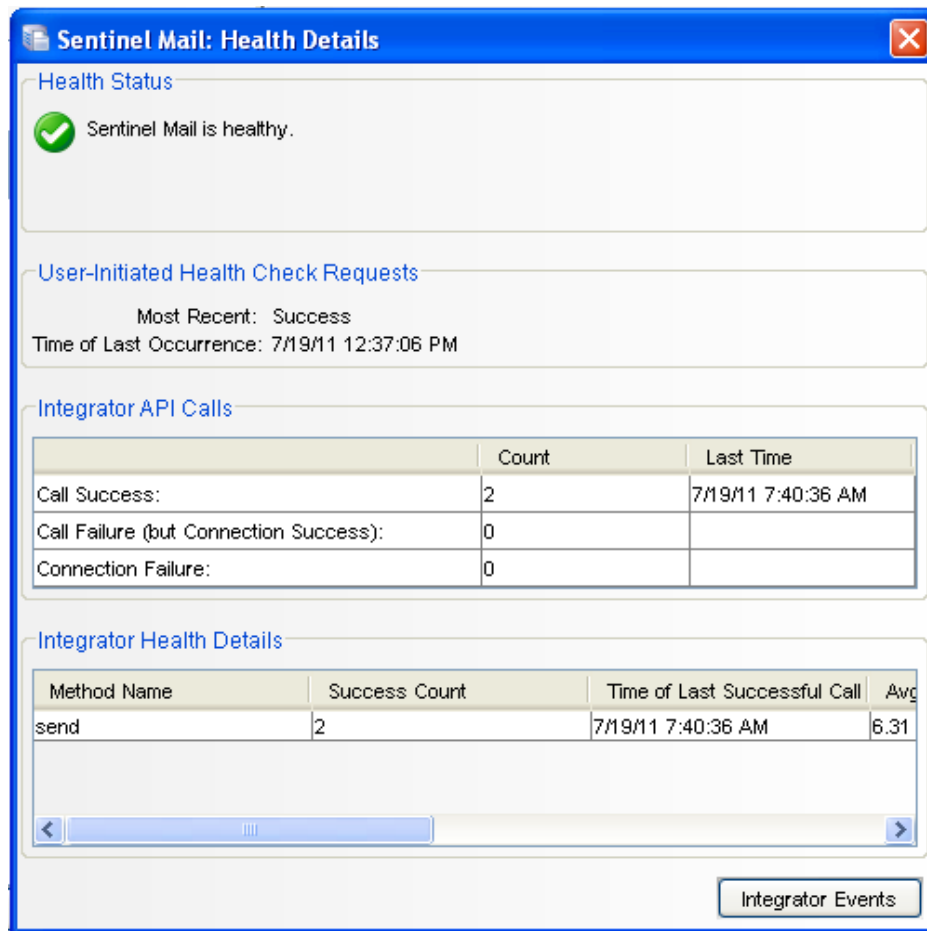 Sentinel Mail: Health Details
Health Status
Sentinel Mail is healthy.
User-Initiated Health Check Requests
Most Recent: Success
Time of Last Occurrence: 7/19/11 12:37:06 PM
Integrator API Calls
Count Last Time
Call Success: 2 7/19/11 7:40:36 AM
Call Failure (but Connection Success): 0
Connection Failure: 0
Integrator Health Details
Method Name Success Count Time of Last Successful Call Avg
send 2 7/19/11 7:40:36 AM 6.31
Integrator Events